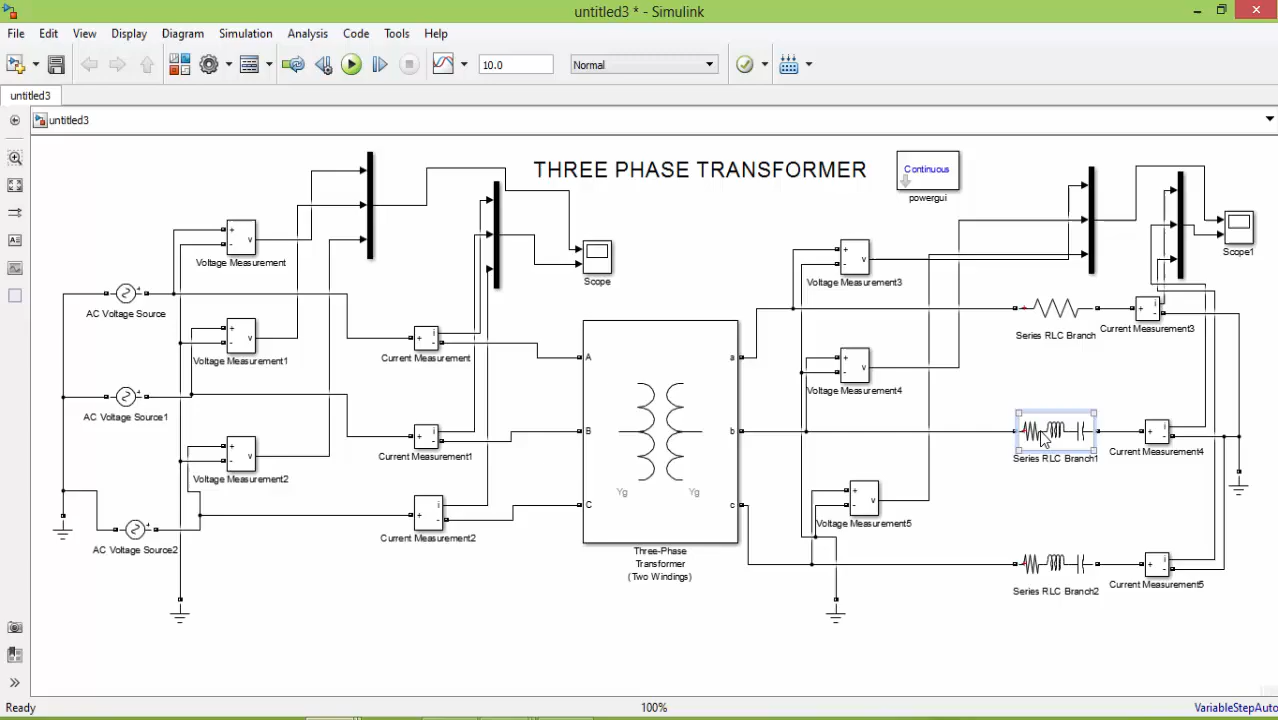 untitled3 * - Simulink
File Edit View Display Diagram Simulation Analysis Code Tools Help
10.0
Normal
untitled3
untitled3
THREE PHASE TRANSFORMER
Continuous
powergui
+
-
v
Voltage Measurement
Scope
+
-
v
Voltage Measurement3
Scope1
AC Voltage Source
+
-
v
Voltage Measurement1
+
i
-
Current Measurement
A
B
C
a
b
c
Yg
Yg
Three-Phase
Transformer
(Two Windings)
Series RLC Branch
+
i
-
Current Measurement3
+
-
v
Voltage Measurement4
AC Voltage Source1
+
i
-
Current Measurement1
Series RLC Branch1
+
i
-
Current Measurement4
+
-
v
Voltage Measurement2
+
-
v
Voltage Measurement5
AC Voltage Source2
+
i
-
Current Measurement2
Series RLC Branch2
+
i
-
Current Measurement5
Ready
100%
VariableStepAuto